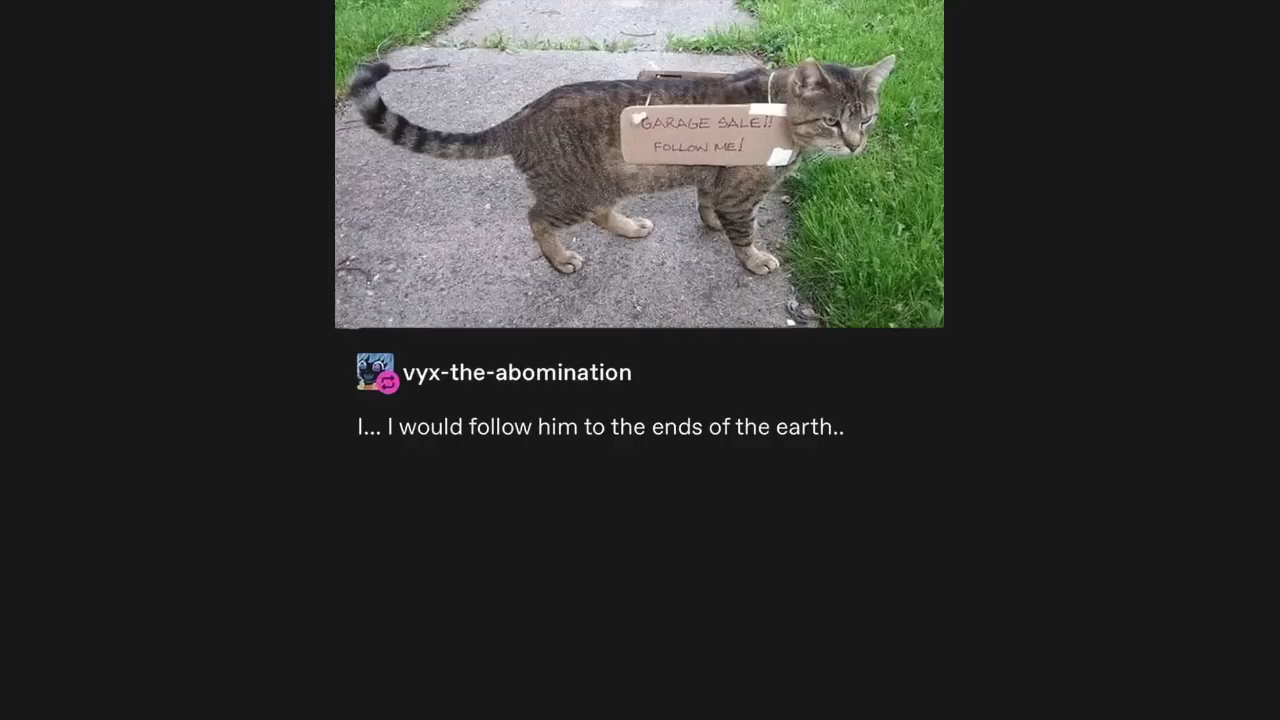 GARAGE SALE!!
FOLLOW ME!
vyx-the-abomination
I... I would follow him to the ends of the earth..